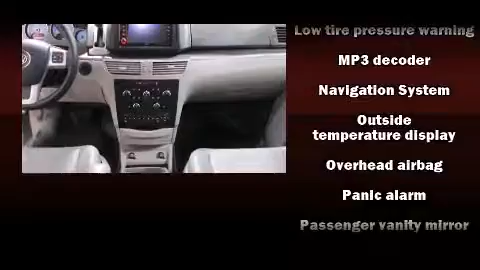 Low tire pressure warning
MP3 decoder
Navigation System
Outside
temperature display
Overhead airbag
Panic alarm
Passenger vanity mirror